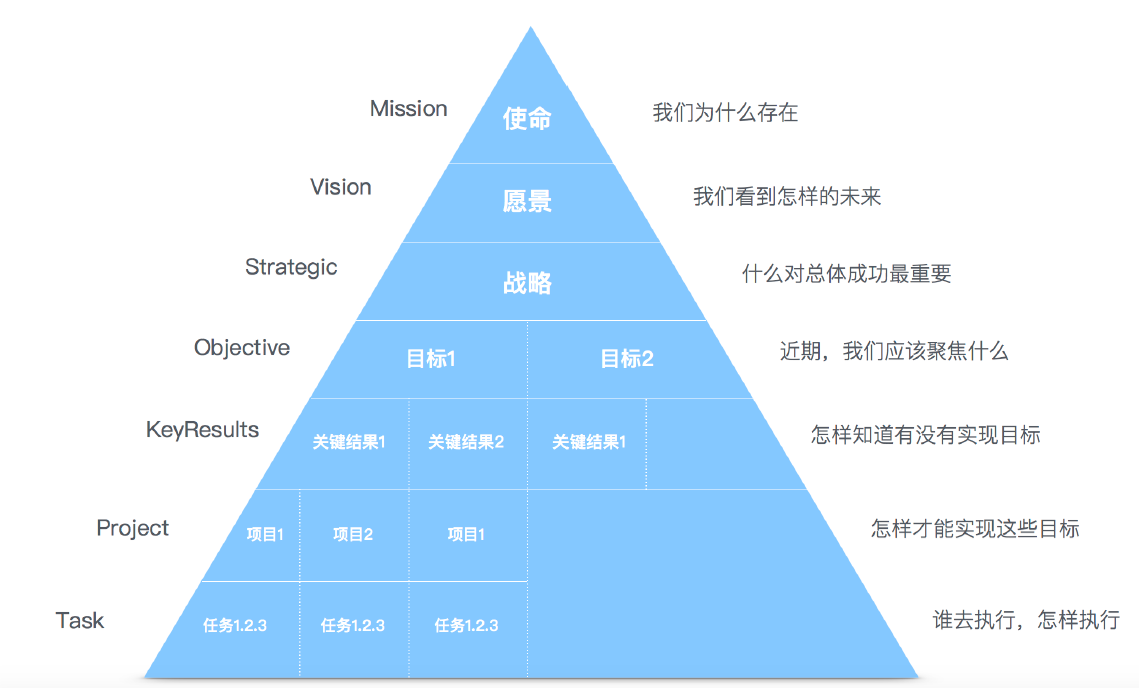 Mission
使命
我们为什么存在
Vision
愿景
我们看到怎样的未来
Strategic
战略
什么对总体成功最重要
Objective
目标1
目标2
近期，我们应该聚焦什么
KeyResults
关键结果1
关键结果2
关键结果1
怎样知道有没有实现目标
Project
项目1
项目2
项目1
怎样才能实现这些目标
Task
任务1.2.3
任务1.2.3
任务1.2.3
谁去执行，怎样执行